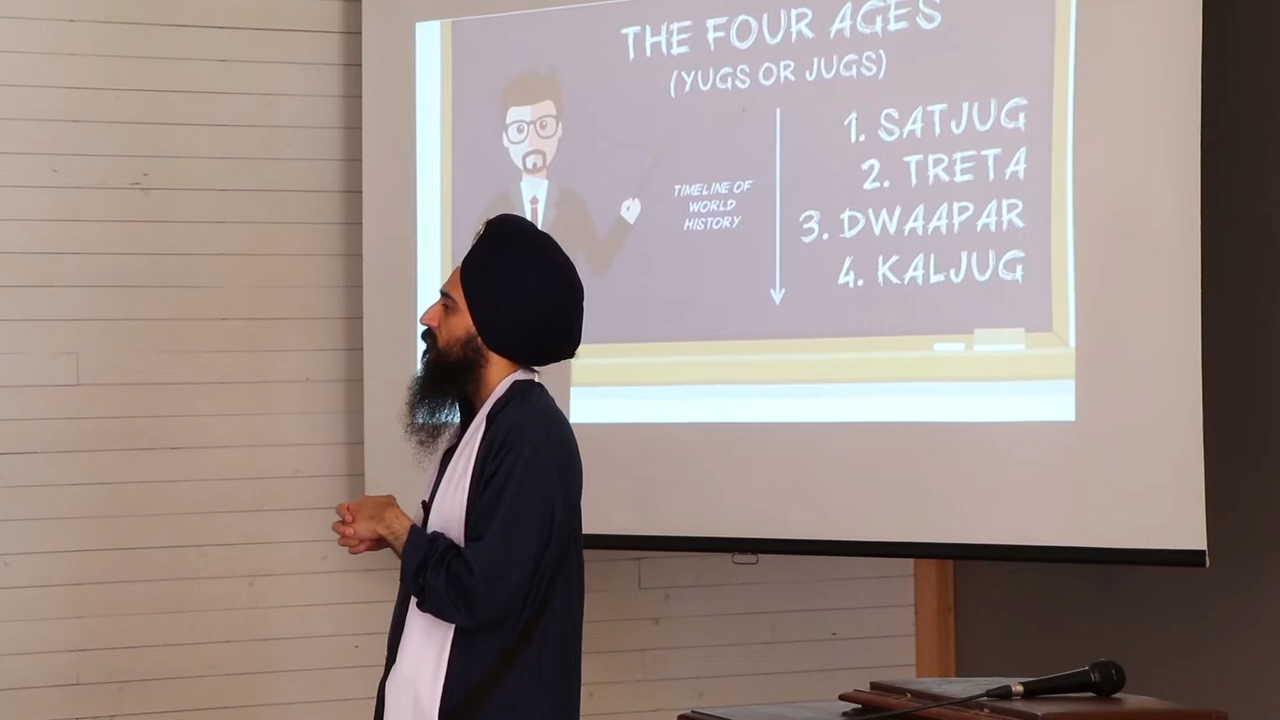 THE FOUR AGES
(YUGS OR JUGS)
TIMELINE OF
WORLD
HISTORY
1. SATJUG
2. TRETA
3. DWAAPAR
4. KALJUG